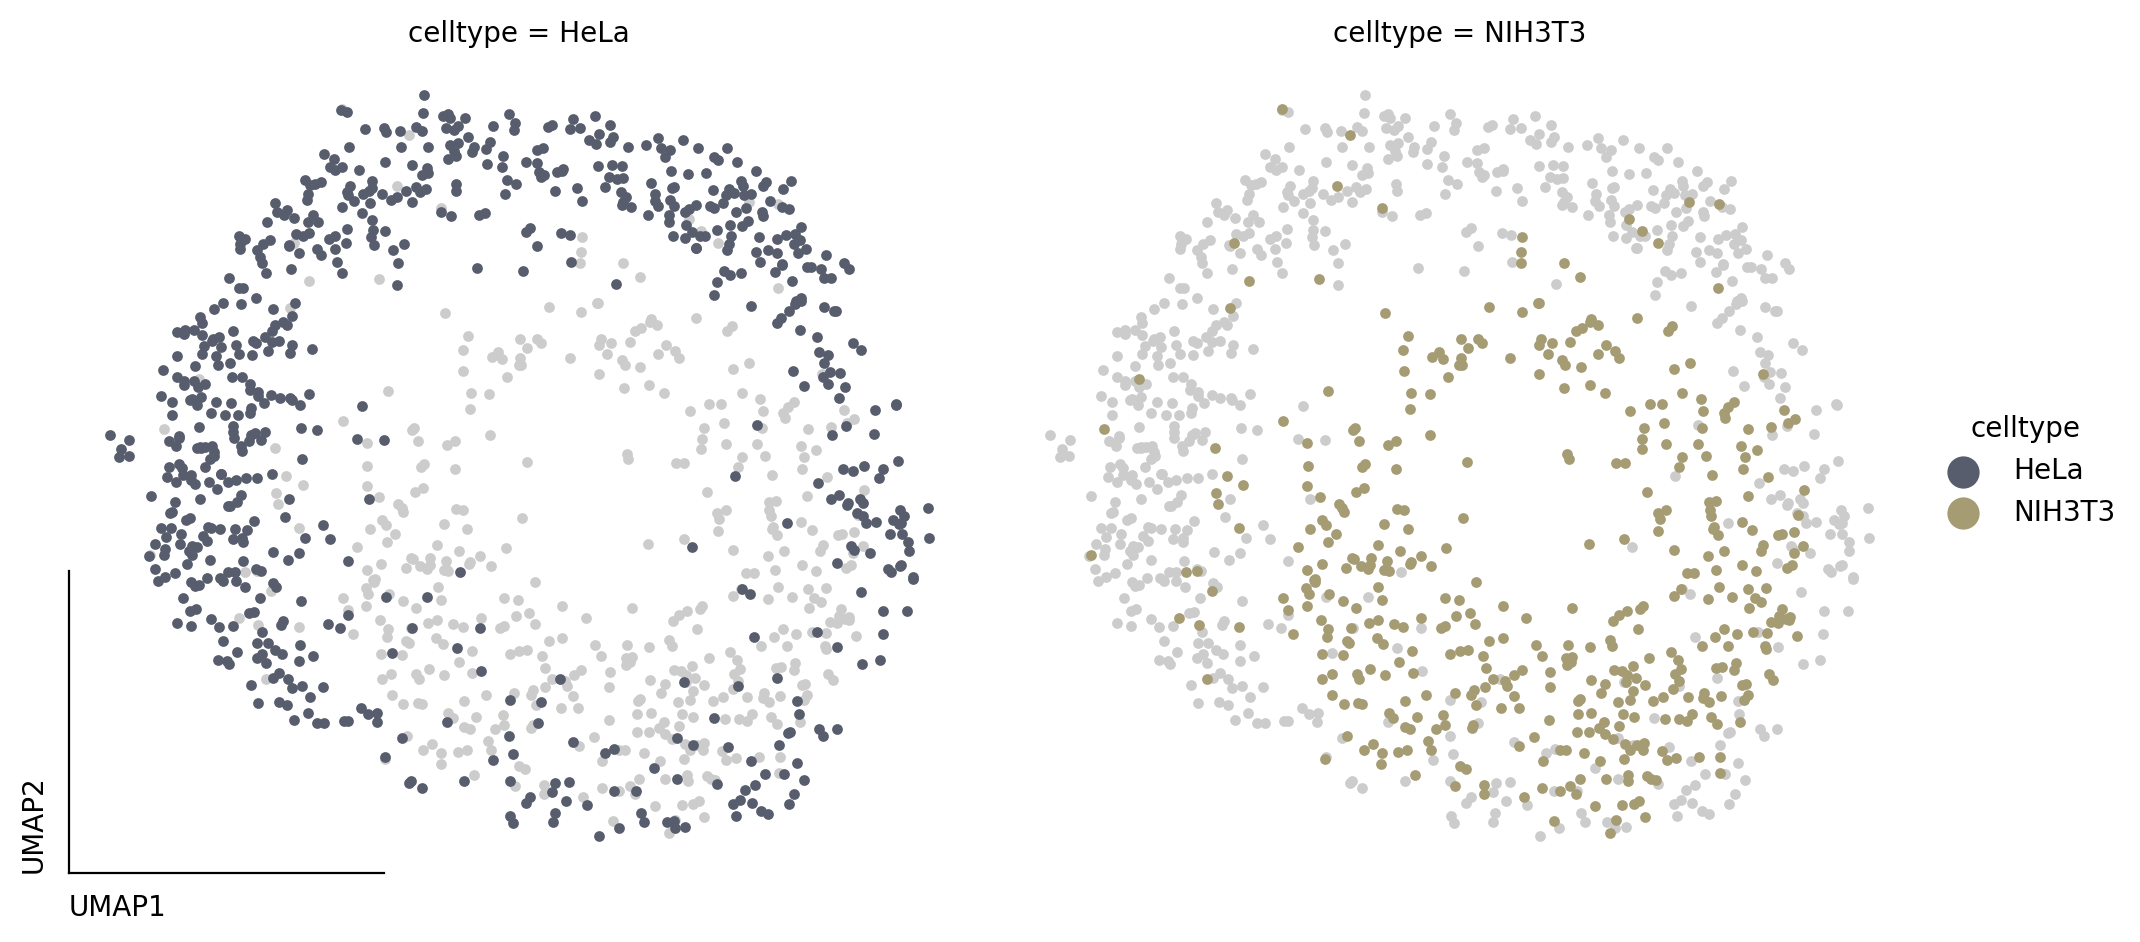 celltype = HeLa
celltype = NIH3T3
celltype
HeLa
NIH3T3
UMAP2
UMAP1